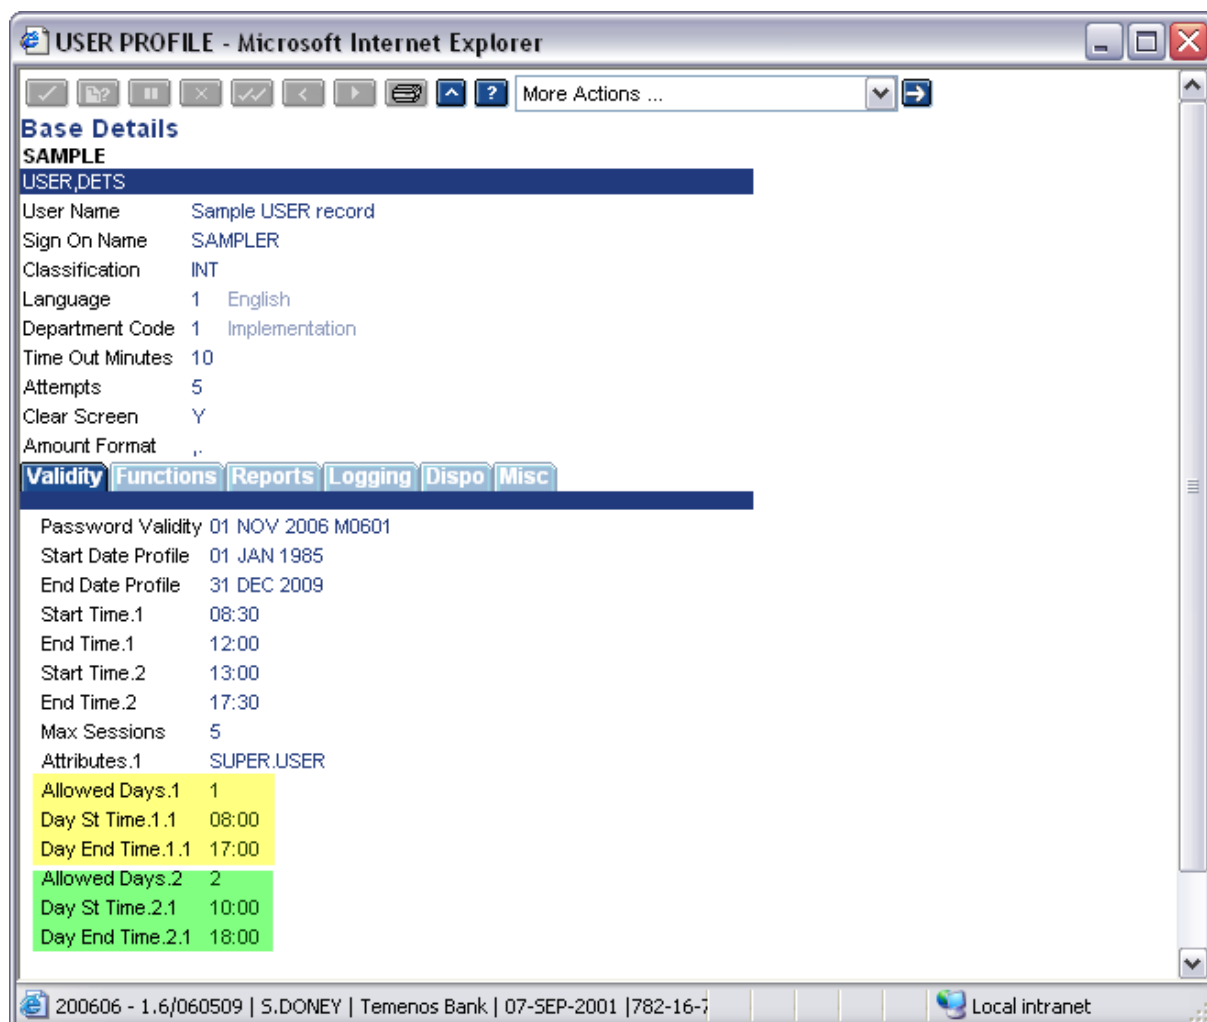 USER PROFILE - Microsoft Internet Explorer
More Actions ...
Base Details
SAMPLE
USER,DETS
User Name Sample USER record
Sign On Name SAMPLER
Classification INT
Language 1 English
Department Code 1 Implementation
Time Out Minutes 10
Attempts 5
Clear Screen Y
Amount Format ,.
Validity Functions Reports Logging Dispo Misc
Password Validity 01 NOV 2006 M0601
Start Date Profile 01 JAN 1985
End Date Profile 31 DEC 2009
Start Time.1 08:30
End Time.1 12:00
Start Time.2 13:00
End Time.2 17:30
Max Sessions 5
Attributes.1 SUPER.USER
Allowed Days.1 1
Day St Time.1.1 08:00
Day End Time.1.1 17:00
Allowed Days.2 2
Day St Time.2.1 10:00
Day End Time.2.1 18:00
200606 - 1.6/060509 | S.DONEY | Temenos Bank | 07-SEP-2001 |782-16-7 Local intranet